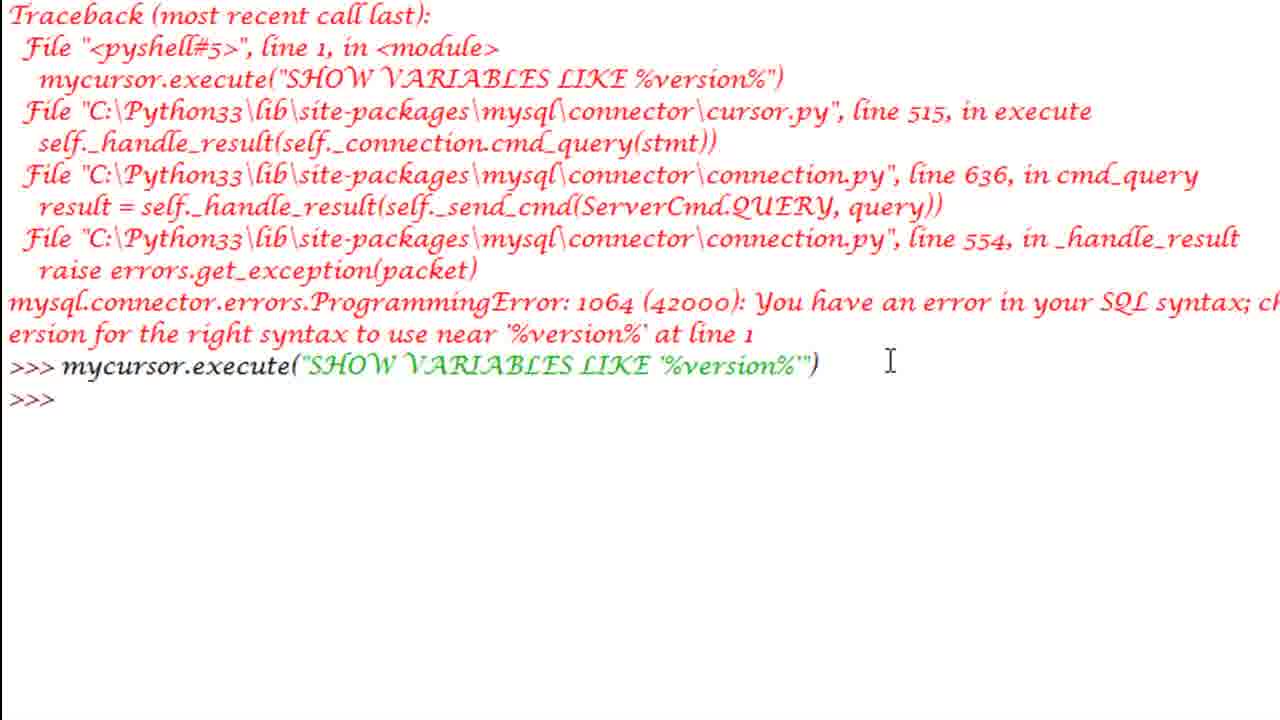 Traceback (most recent call last):
File "<pyshell#5>", line 1, in <module>
mycursor.execute("SHOW VARIABLES LIKE %version%")
File "C:\Python33\lib\site-packages\mysql\connector\cursor.py", line 515, in execute
self._handle_result(self._connection.cmd_query(stmt))
File "C:\Python33\lib\site-packages\mysql\connector\connection.py", line 636, in cmd_query
result = self._handle_result(self._send_cmd(ServerCmd.QUERY, query))
File "C:\Python33\lib\site-packages\mysql\connector\connection.py", line 554, in _handle_result
raise errors.get_exception(packet)
mysql.connector.errors.ProgrammingError: 1064 (42000): You have an error in your SQL syntax; ch
ersion for the right syntax to use near '%version%' at line 1
>>> mycursor.execute("SHOW VARIABLES LIKE '%version%'")
>>>